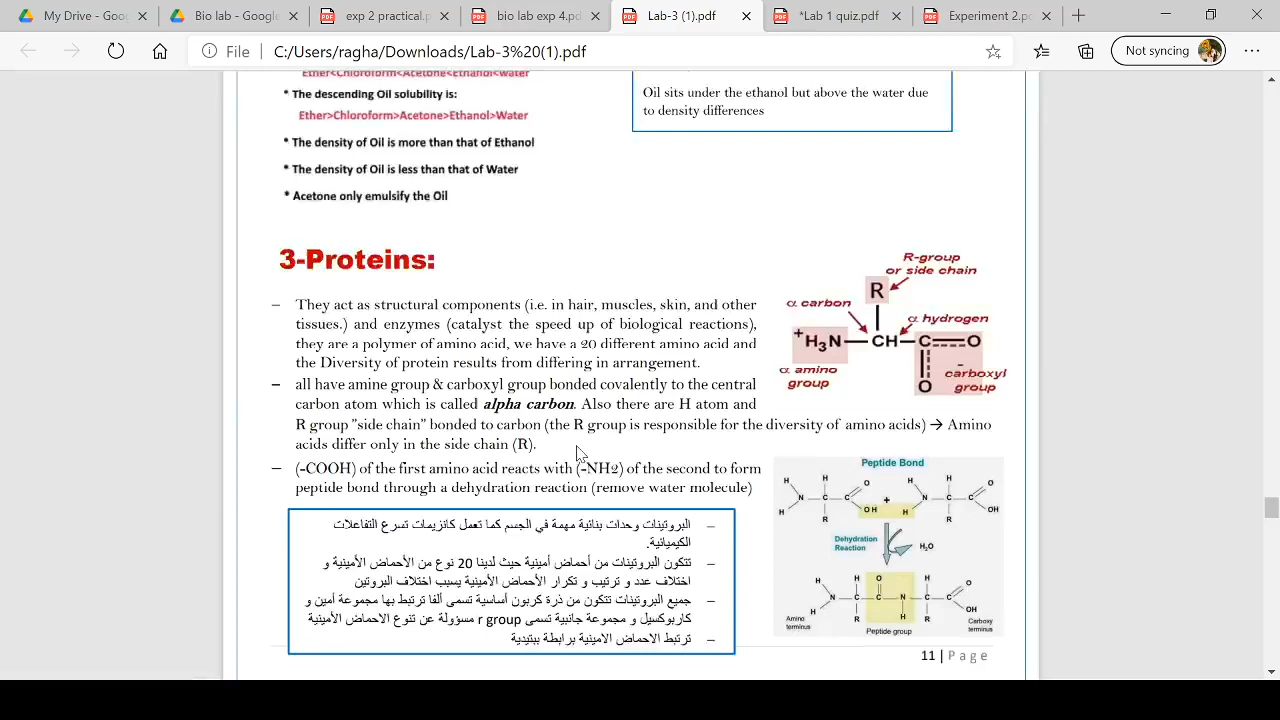 My Drive - Goo
Bio lab - Google
exp 2 practical.p
bio lab exp 4.pd
Lab-3 (1).pdf
*Lab 1 quiz.pdf
Experiment 2.pd
File
C:/Users/ragha/Downloads/Lab-3%20(1).pdf
Not syncing
Ether<Chloroform<Acetone<Ethanol<water
* The descending Oil solubility is:
Ether>Chloroform>Acetone>Ethanol>Water
* The density of Oil is more than that of Ethanol
* The density of Oil is less than that of Water
* Acetone only emulsify the Oil
Oil sits under the ethanol but above the water due
to density differences
3-Proteins:
– They act as structural components (i.e. in hair, muscles, skin, and other
tissues.) and enzymes (catalyst the speed up of biological reactions),
they are a polymer of amino acid, we have a 20 different amino acid and
the Diversity of protein results from differing in arrangement.
– all have amine group & carboxyl group bonded covalently to the central
carbon atom which is called alpha carbon. Also there are H atom and
R group ”side chain” bonded to carbon (the R group is responsible for the diversity of amino acids) → Amino
acids differ only in the side chain (R).
– (-COOH) of the first amino acid reacts with (-NH2) of the second to form
peptide bond through a dehydration reaction (remove water molecule)
R-group
or side chain
R
α carbon
α hydrogen
+H3N
CH
C
O
O
-
α amino
group
carboxyl
group
– البروتينات وحدات بنائية مهمة في الجسم كما تعمل كانزيمات تسرع التفاعلات
الكيميائية.
– تتكون البروتينات من أحماض أمينية حيث لدينا 20 نوع من الأحماض الأمينية و
اختلاف عدد و ترتيب و تكرار الأحماض الأمينية يسبب اختلاف البروتين
– جميع البروتينات تتكون من ذرة كربون أساسية تسمى ألفا ترتبط بها مجموعة أمين و
كاربوكسيل و مجموعة جانبية تسمى r group مسؤولة عن تنوع الاحماض الأمينية
– ترتبط الاحماض الامينية برابطة ببتيدية
Peptide Bond
H H O H H O
N C C + N C C
H R OH H R OH
Dehydration
Reaction
H2O
H H O H O
N C C N C C
H R H R OH
Amino
terminus
Peptide group
Carboxy
terminus
11 | Page